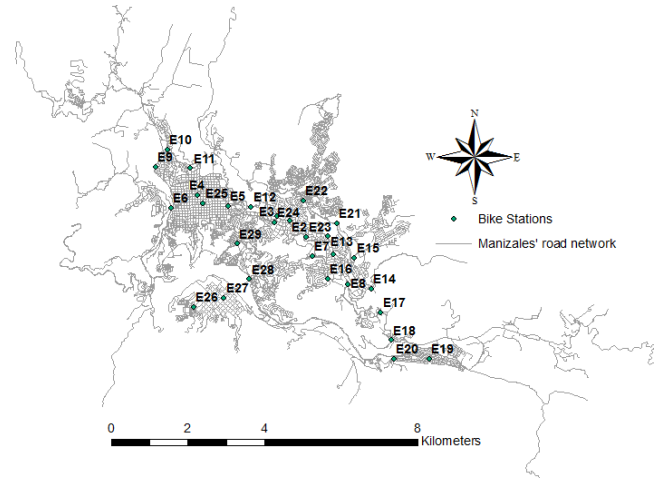 N
W E
S
Bike Stations
Manizales' road network
E10
E9
E11
E4
E25
E6
E5
E12
E22
E3
E24
E2
E23
E21
E29
E7
E13
E15
E28
E16
E8
E14
E26
E27
E17
E18
E20
E19
0 2 4 8
Kilometers